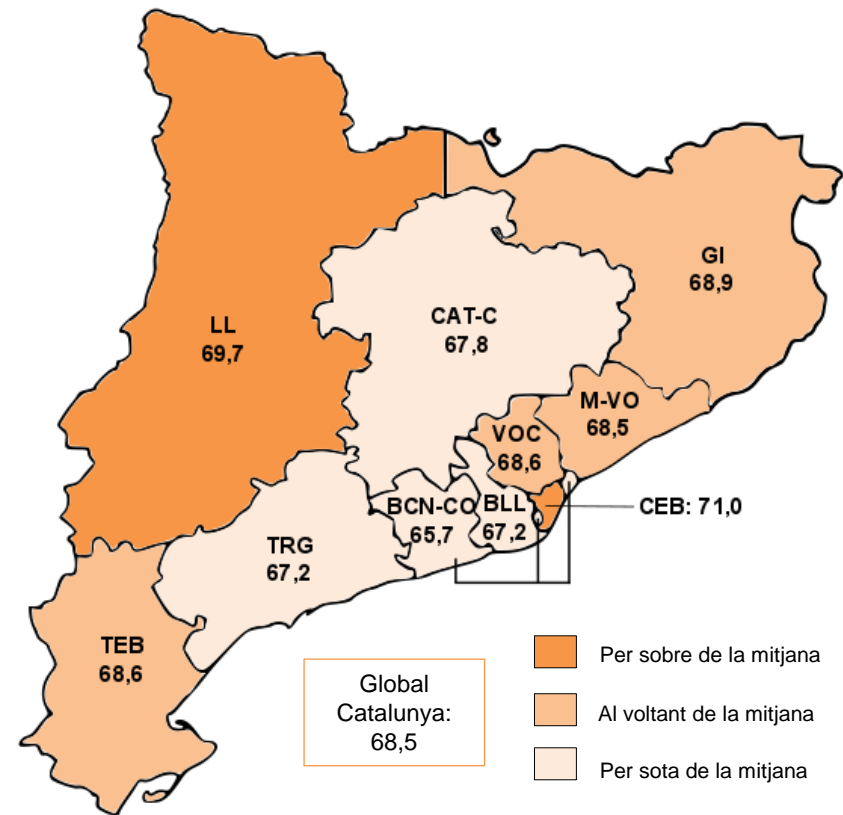 GI
68,9
LL
69,7
CAT-C
67,8
M-VO
68,5
VOC
68,6
BCN-CO
65,7
BLL
67,2
CEB: 71,0
TRG
67,2
TEB
68,6
Global
Catalunya:
68,5
Per sobre de la mitjana
Al voltant de la mitjana
Per sota de la mitjana